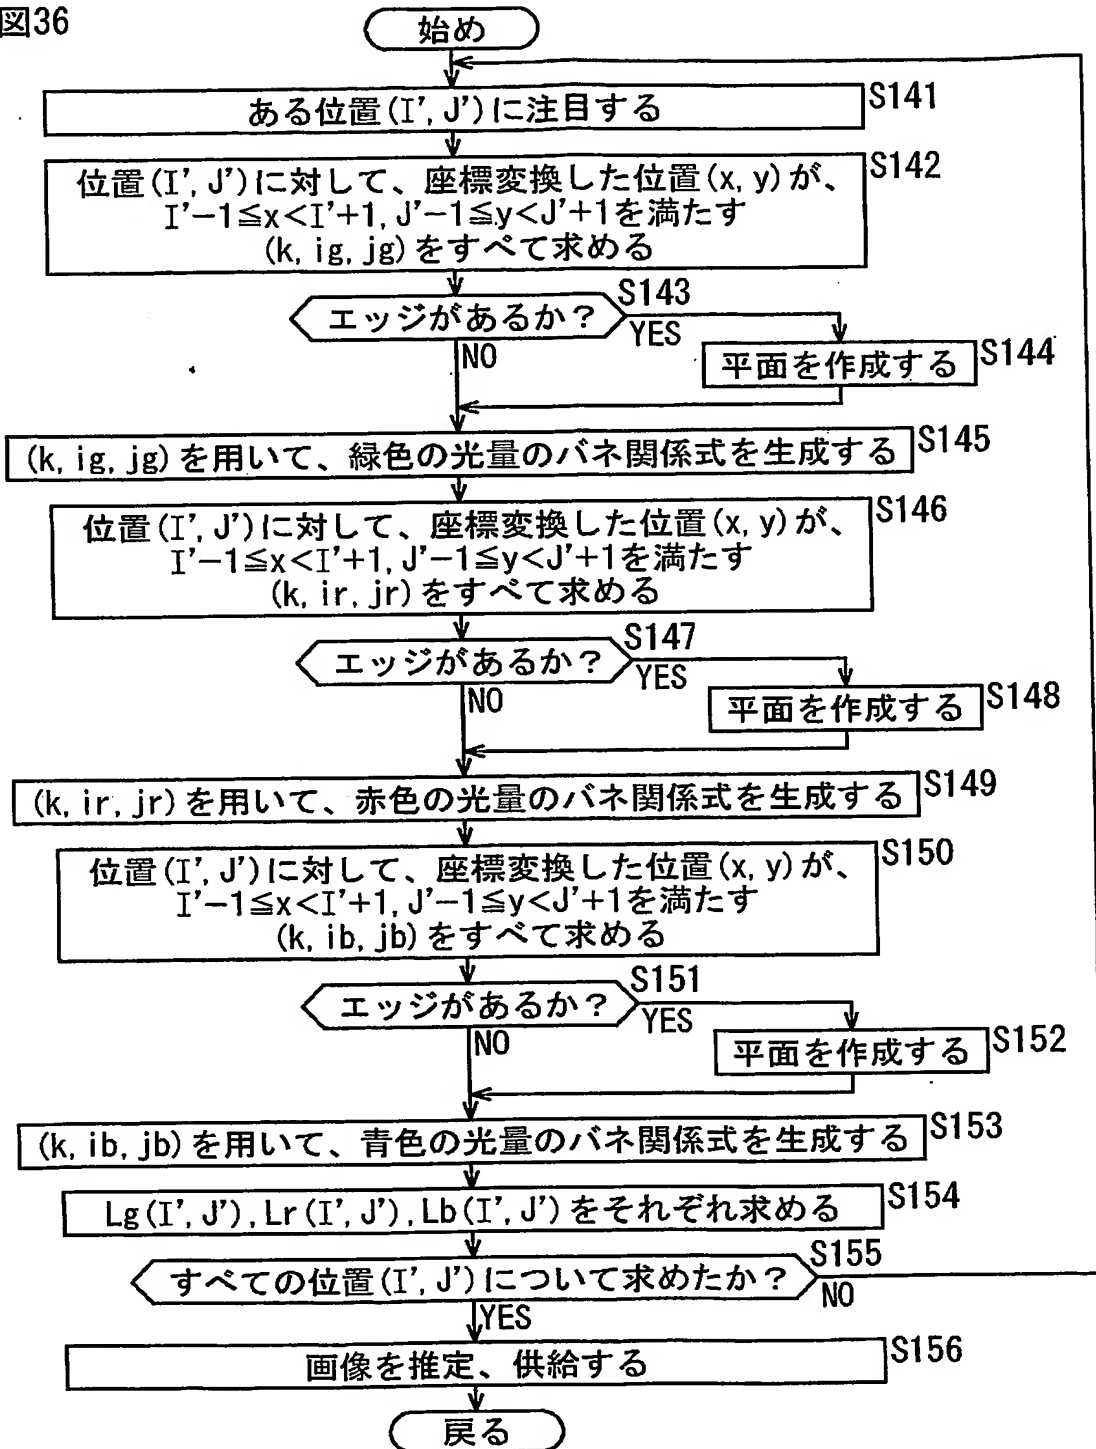 図36
始め
ある位置(I', J')に注目する
S141
位置(I', J')に対して、座標変換した位置(x, y)が、
I'−1≦x<I'+1, J'−1≦y<J'+1を満たす
(k, ig, jg)をすべて求める
S142
エッジがあるか?
S143
YES
NO
平面を作成する
S144
(k, ig, jg)を用いて、緑色の光量のバネ関係式を生成する
S145
位置(I', J')に対して、座標変換した位置(x, y)が、
I'−1≦x<I'+1, J'−1≦y<J'+1を満たす
(k, ir, jr)をすべて求める
S146
エッジがあるか?
S147
YES
NO
平面を作成する
S148
(k, ir, jr)を用いて、赤色の光量のバネ関係式を生成する
S149
位置(I', J')に対して、座標変換した位置(x, y)が、
I'−1≦x<I'+1, J'−1≦y<J'+1を満たす
(k, ib, jb)をすべて求める
S150
エッジがあるか?
S151
YES
NO
平面を作成する
S152
(k, ib, jb)を用いて、青色の光量のバネ関係式を生成する
S153
Lg(I', J'), Lr(I', J'), Lb(I', J')をそれぞれ求める
S154
すべての位置(I', J')について求めたか?
S155
NO
YES
画像を推定、供給する
S156
戻る